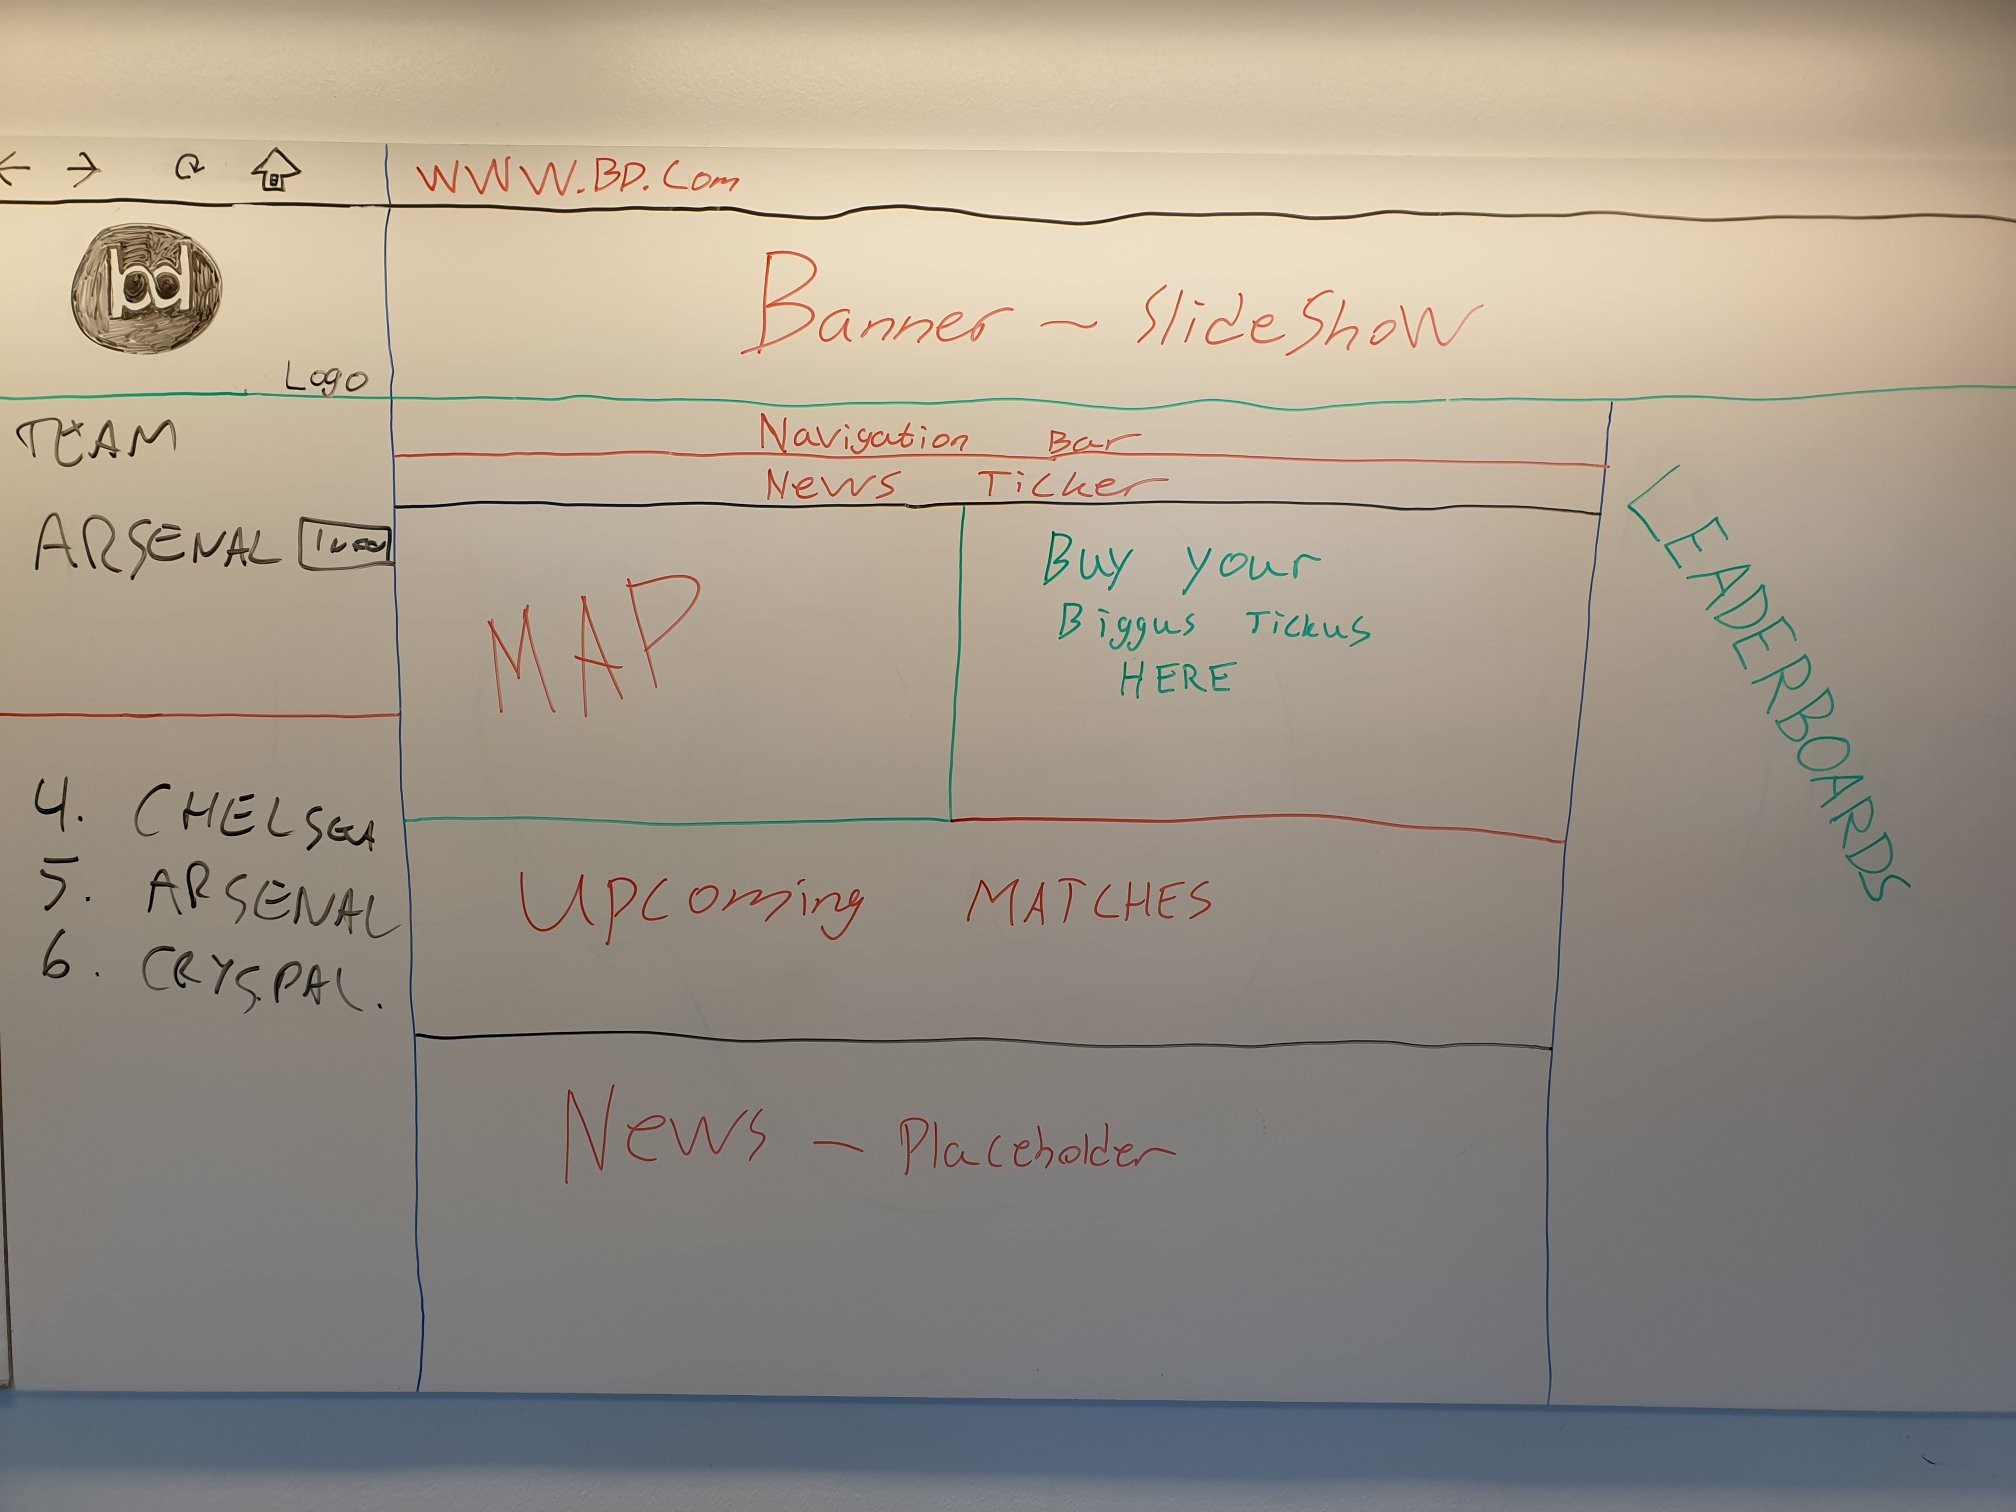 WWW.BD.Com
bd
Logo
Banner - SlideShow
TEAM
ARSENAL Info
4. CHELSEA
5. ARSENAL
6. CRYS.PAL.
Navigation Bar
News Ticker
MAP
Buy your
Biggus Tickus
HERE
UPComing MATCHES
News - Placeholder
LEADERBOARDS